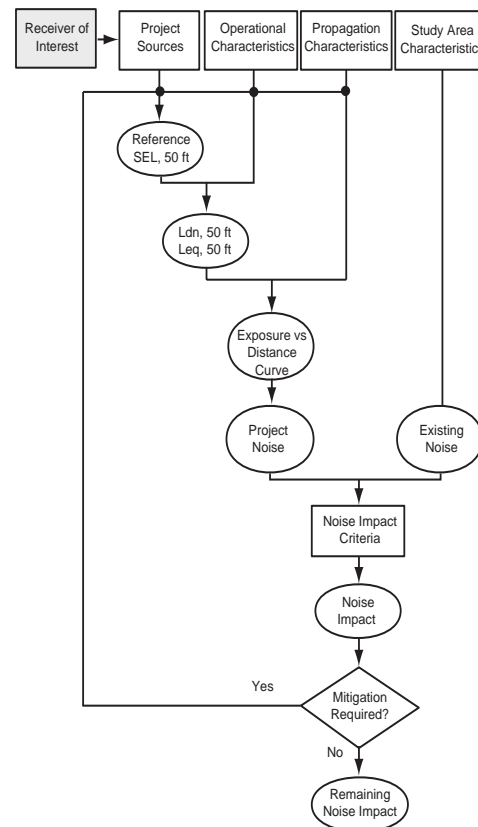 Receiver of
Interest
Project
Sources
Operational
Characteristics
Propagation
Characteristics
Study Area
Characteristic
Reference
SEL, 50 ft
Ldn, 50 ft
Leq, 50 ft
Exposure vs
Distance
Curve
Project
Noise
Existing
Noise
Noise Impact
Criteria
Noise
Impact
Yes
Mitigation
Required?
No
Remaining
Noise Impact